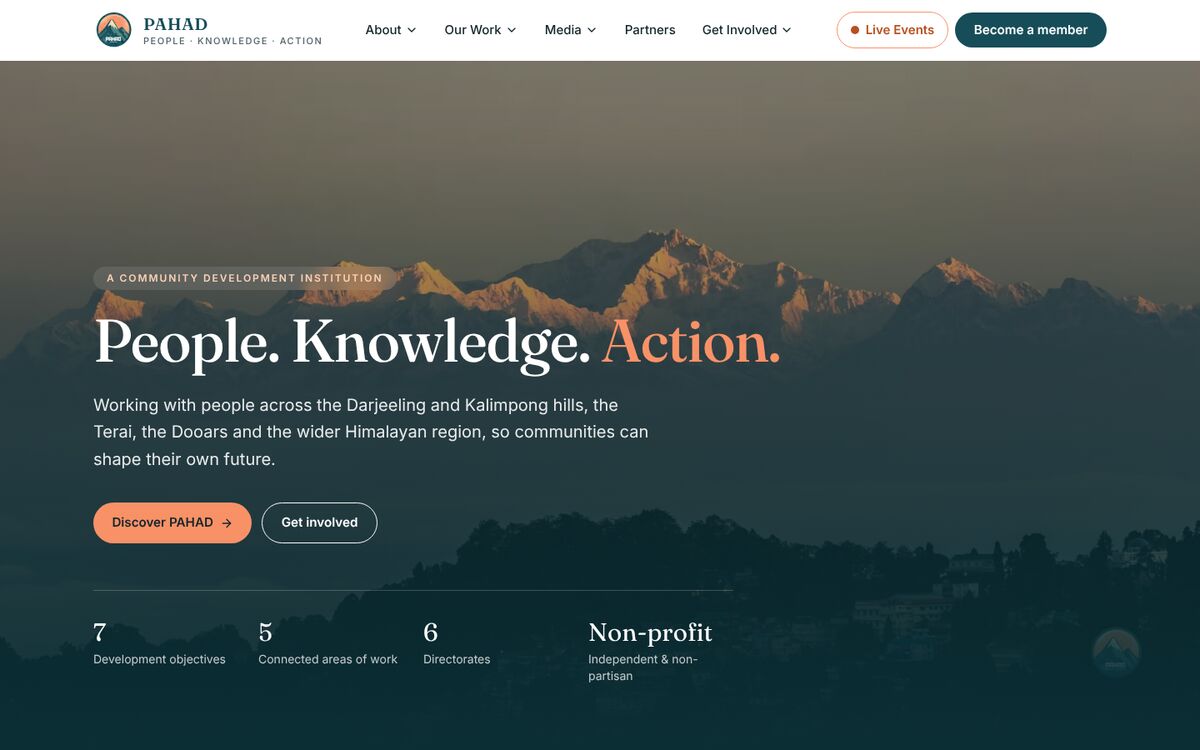 PAHAD
PEOPLE · KNOWLEDGE · ACTION
About
Our Work
Media
Partners
Get Involved
Live Events
Become a member
A COMMUNITY DEVELOPMENT INSTITUTION
People. Knowledge. Action.
Working with people across the Darjeeling and Kalimpong hills, the
Terai, the Dooars and the wider Himalayan region, so communities can
shape their own future.
Discover PAHAD →
Get involved
7
Development objectives
5
Connected areas of work
6
Directorates
Non-profit
Independent & non-
partisan